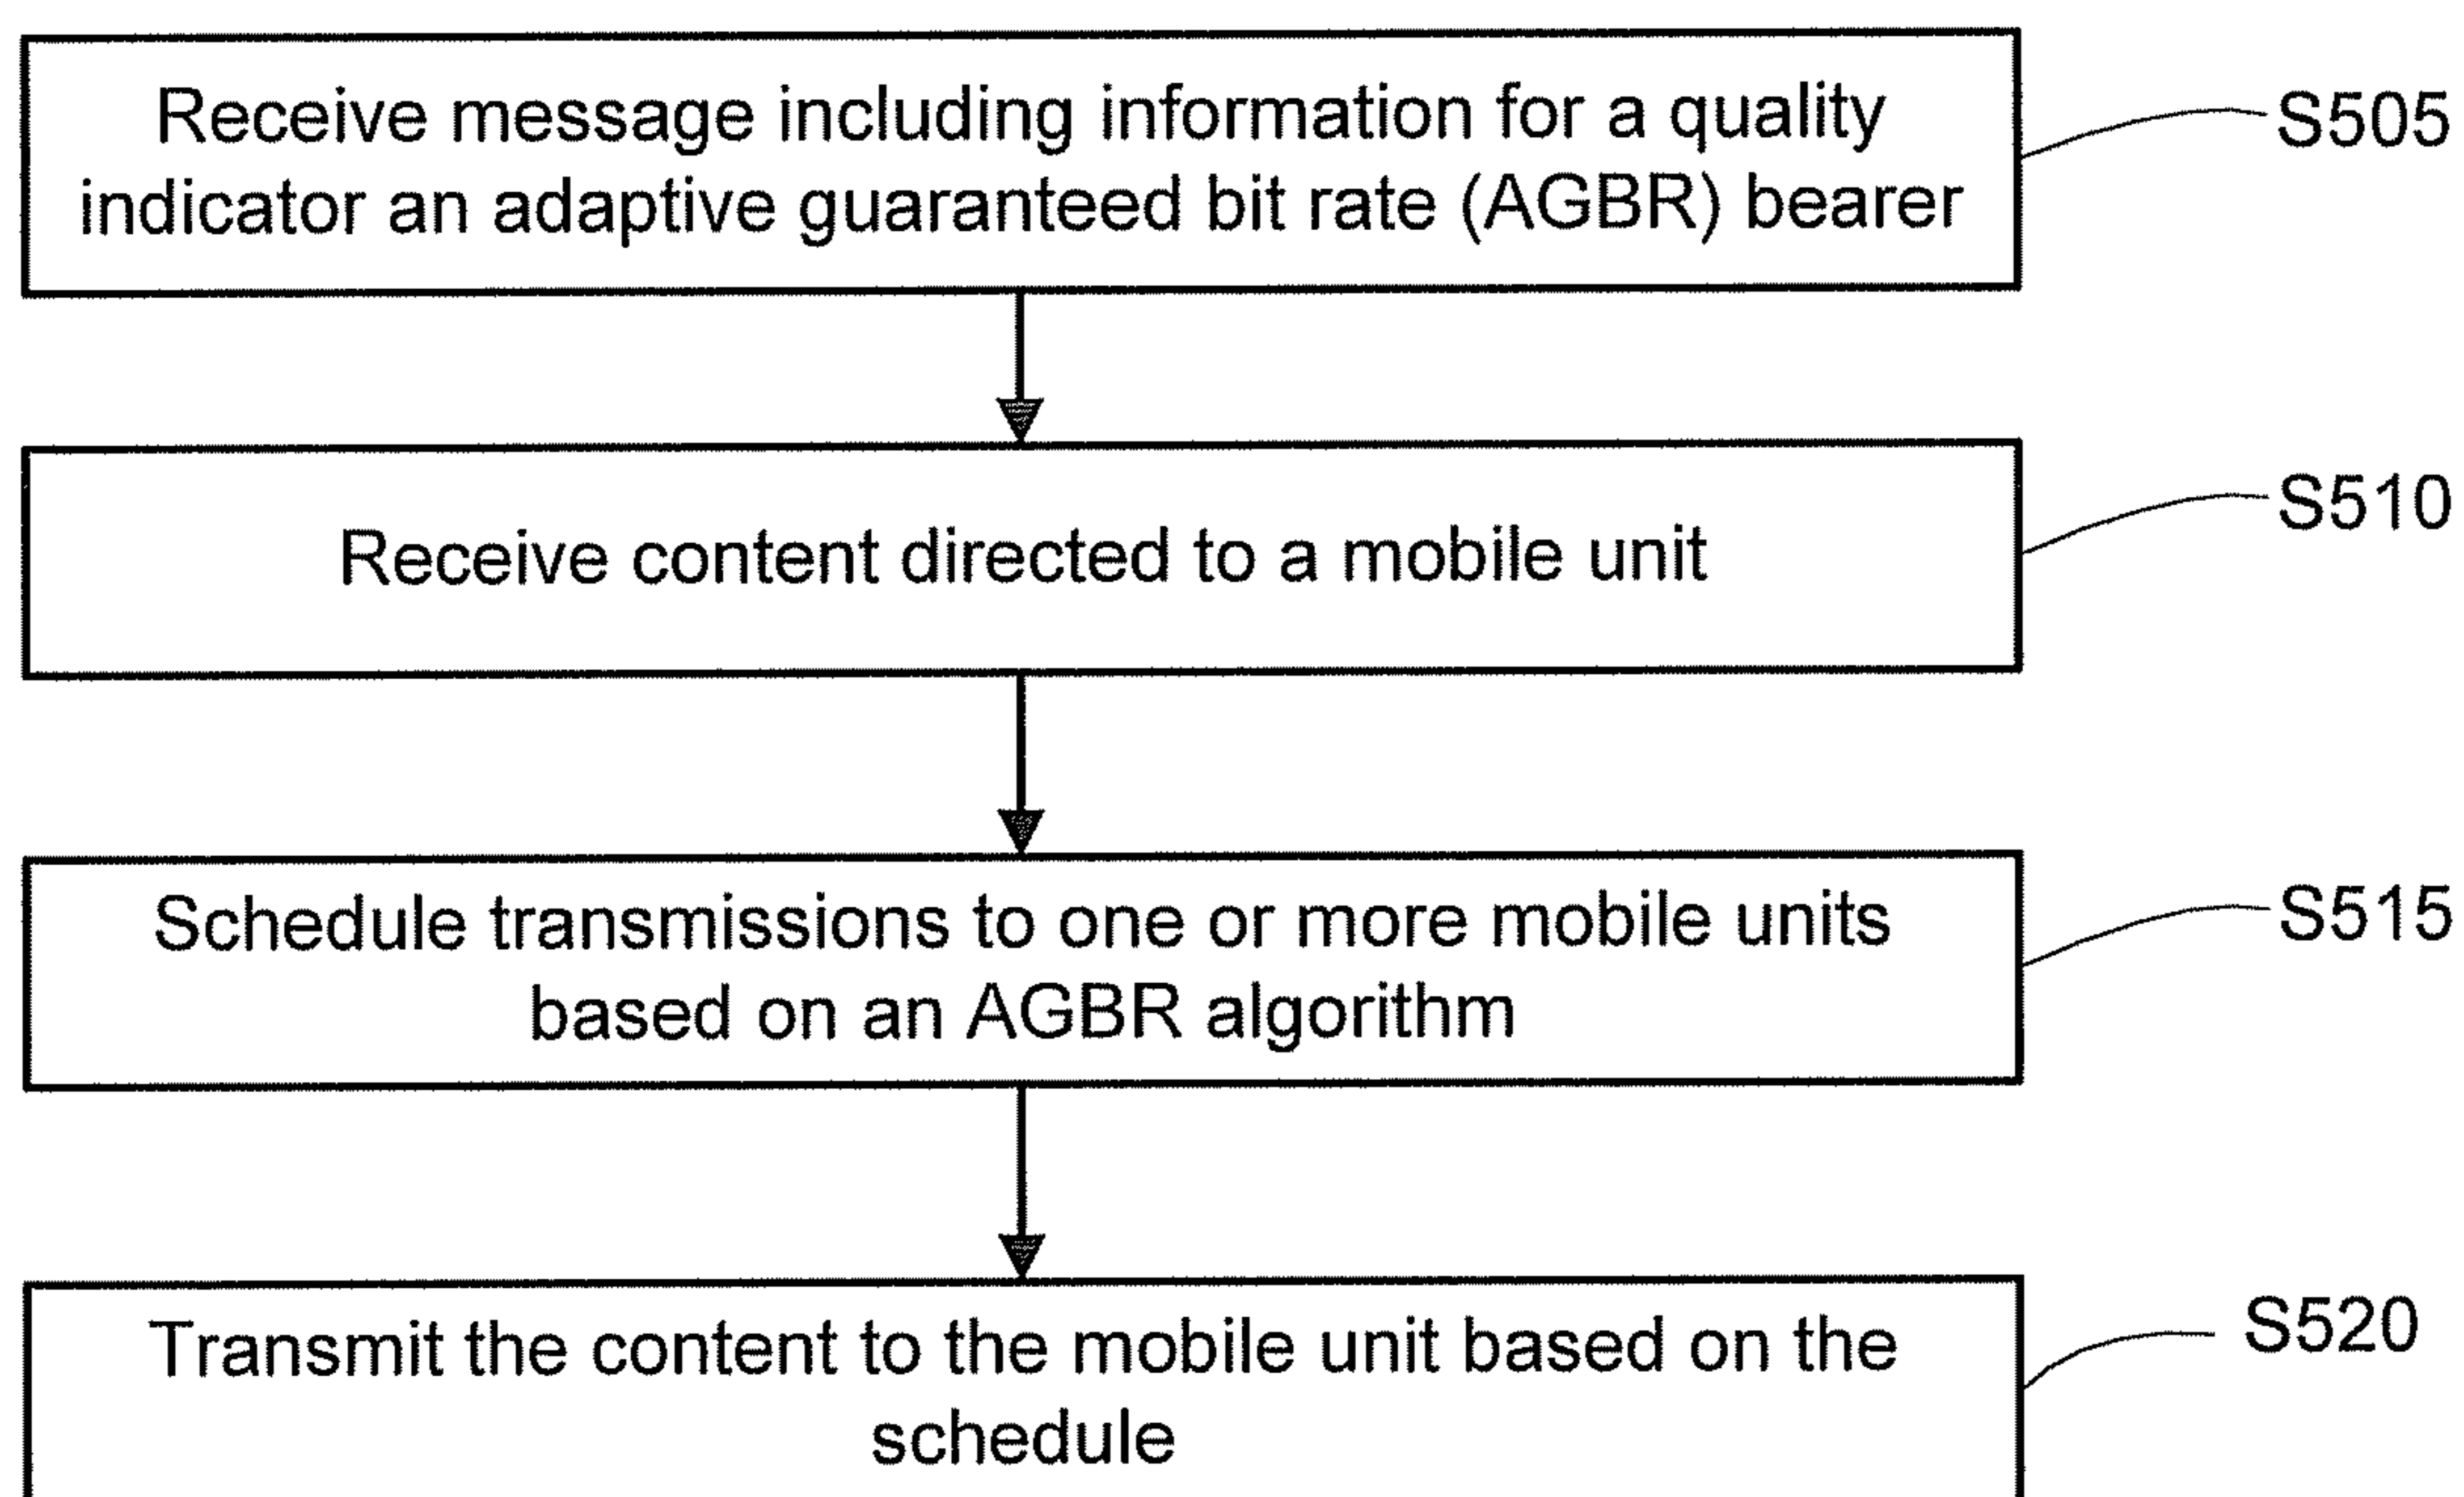 Receive message including information for a quality
indicator an adaptive guaranteed bit rate (AGBR) bearer
S505
Receive content directed to a mobile unit
S510
Schedule transmissions to one or more mobile units
based on an AGBR algorithm
S515
Transmit the content to the mobile unit based on the
schedule
S520